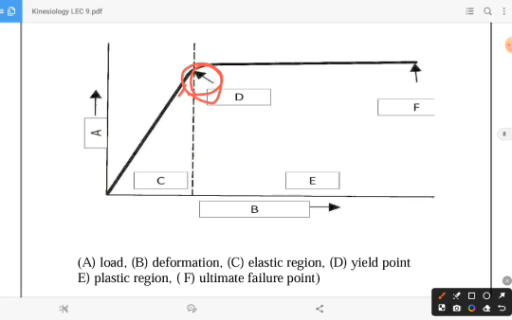 Kinesiology LEC 9.pdf
D
F
A
C
E
B
(A) load, (B) deformation, (C) elastic region, (D) yield point
E) plastic region, ( F) ultimate failure point)